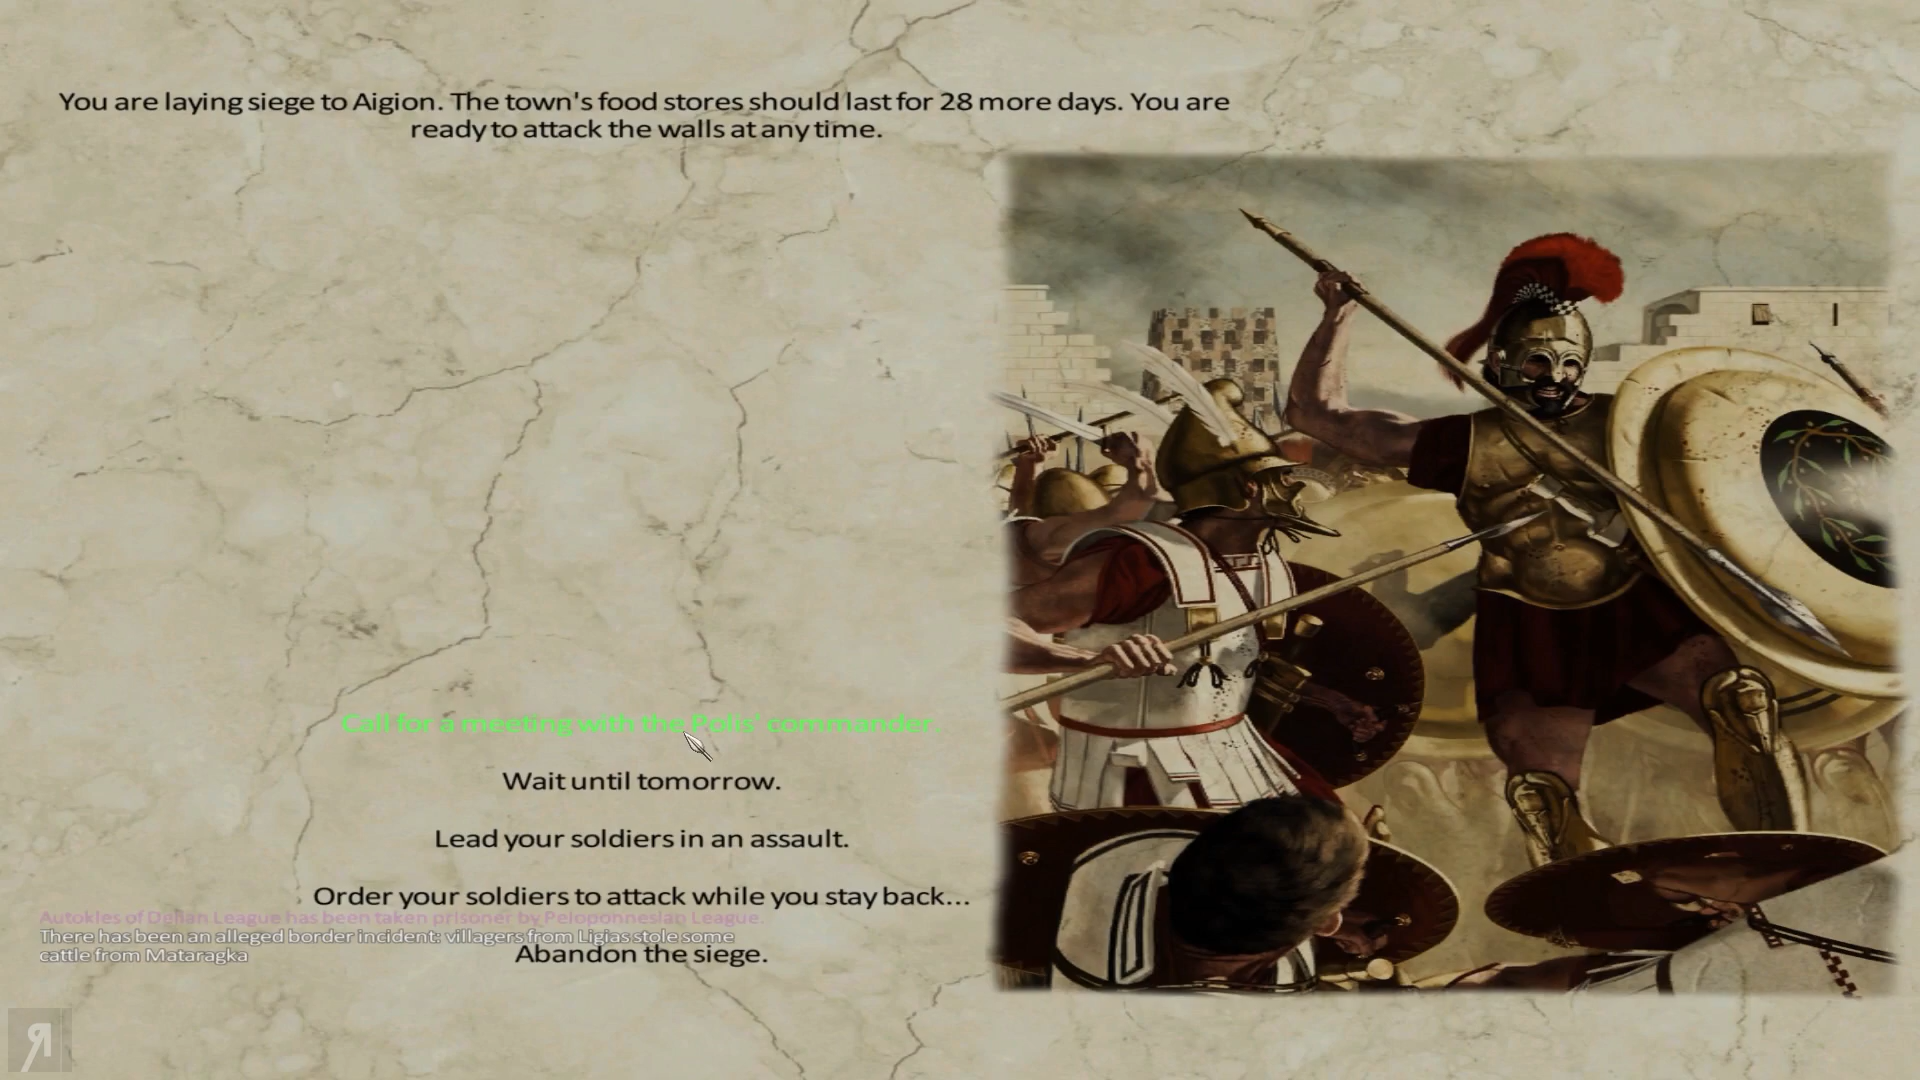 You are laying siege to Aigion. The town's food stores should last for 28 more days. You are
ready to attack the walls at any time.
Call for a meeting with the Polis' commander.
Wait until tomorrow.
Lead your soldiers in an assault.
Order your soldiers to attack while you stay back...
Autokles of Delian League has been taken prisoner by Peloponnesian League.
There has been an alleged border incident: villagers from Ligias stole some
cattle from Mataragka
Abandon the siege.